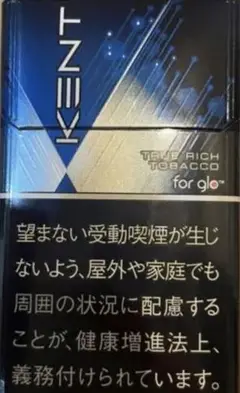 KENT
TRUE RICH
TOBACCO
for glo™
望まない受動喫煙が生じ
ないよう、屋外や家庭でも
周囲の状況に配慮する
ことが、健康増進法上、
義務付けられています。